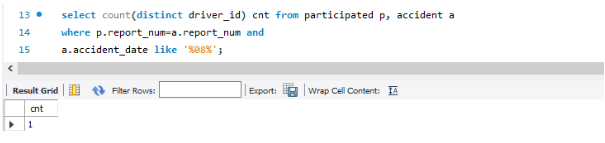 13 select count(distinct driver_id) cnt from participated p, accident a
14 where p.report_num=a.report_num and
15 a.accident_date like '%08%';
Result Grid Filter Rows: Export: Wrap Cell Content: IA
cnt
1